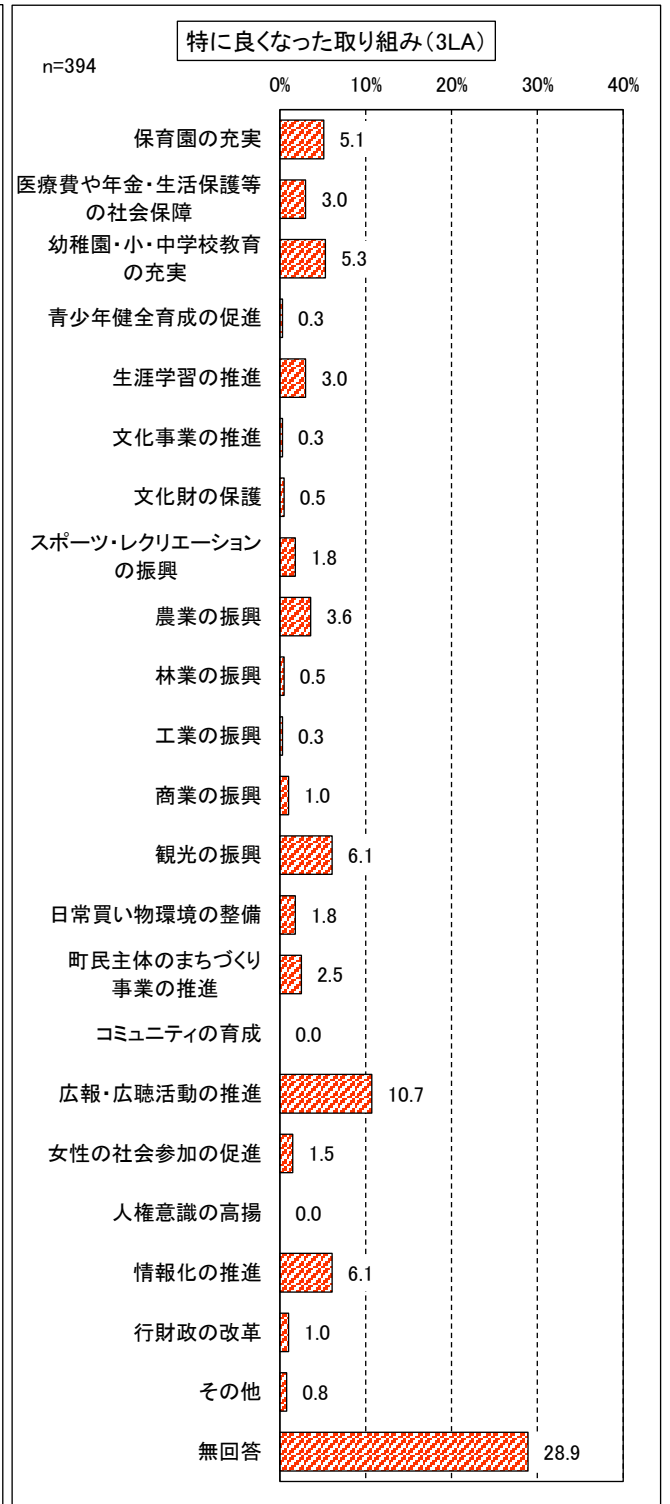 特に良くなった取り組み(3LA)
n=394
0% 10% 20% 30% 40%
保育園の充実 5.1
医療費や年金・生活保護等
の社会保障 3.0
幼稚園・小・中学校教育
の充実 5.3
青少年健全育成の促進 0.3
生涯学習の推進 3.0
文化事業の推進 0.3
文化財の保護 0.5
スポーツ・レクリエーション
の振興 1.8
農業の振興 3.6
林業の振興 0.5
工業の振興 0.3
商業の振興 1.0
観光の振興 6.1
日常買い物環境の整備 1.8
町民主体のまちづくり
事業の推進 2.5
コミュニティの育成 0.0
広報・広聴活動の推進 10.7
女性の社会参加の促進 1.5
人権意識の高揚 0.0
情報化の推進 6.1
行財政の改革 1.0
その他 0.8
無回答 28.9